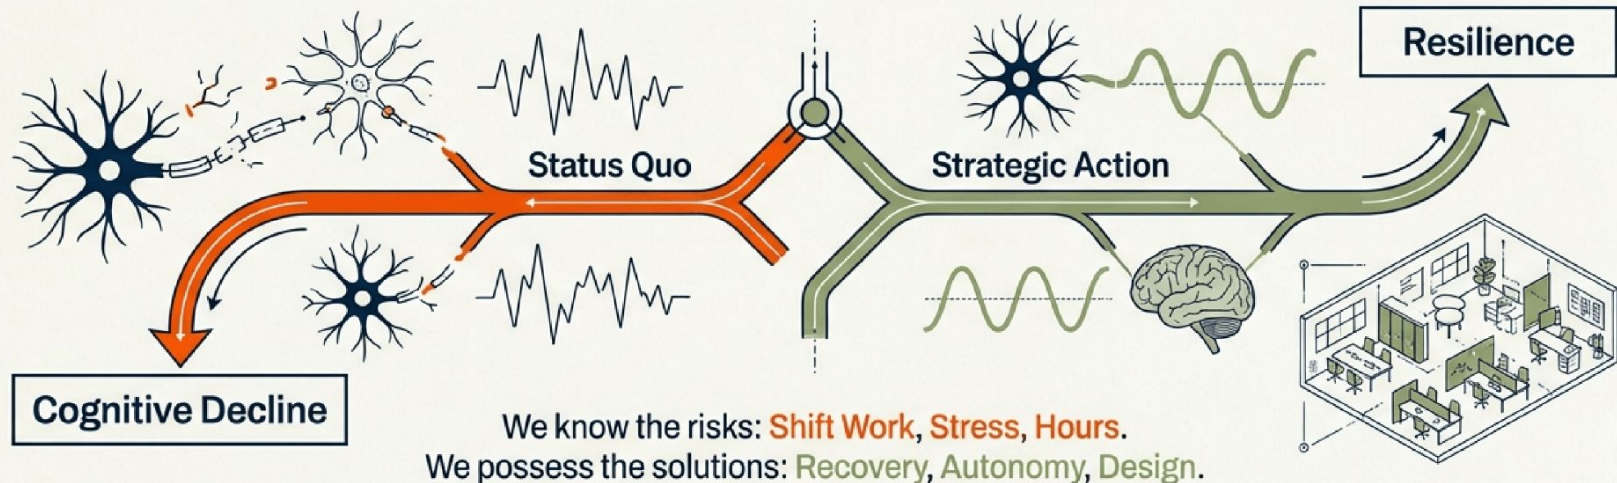 Resilience
Status Quo
Strategic Action
Cognitive Decline
We know the risks: Shift Work, Stress, Hours.
We possess the solutions: Recovery, Autonomy, Design.